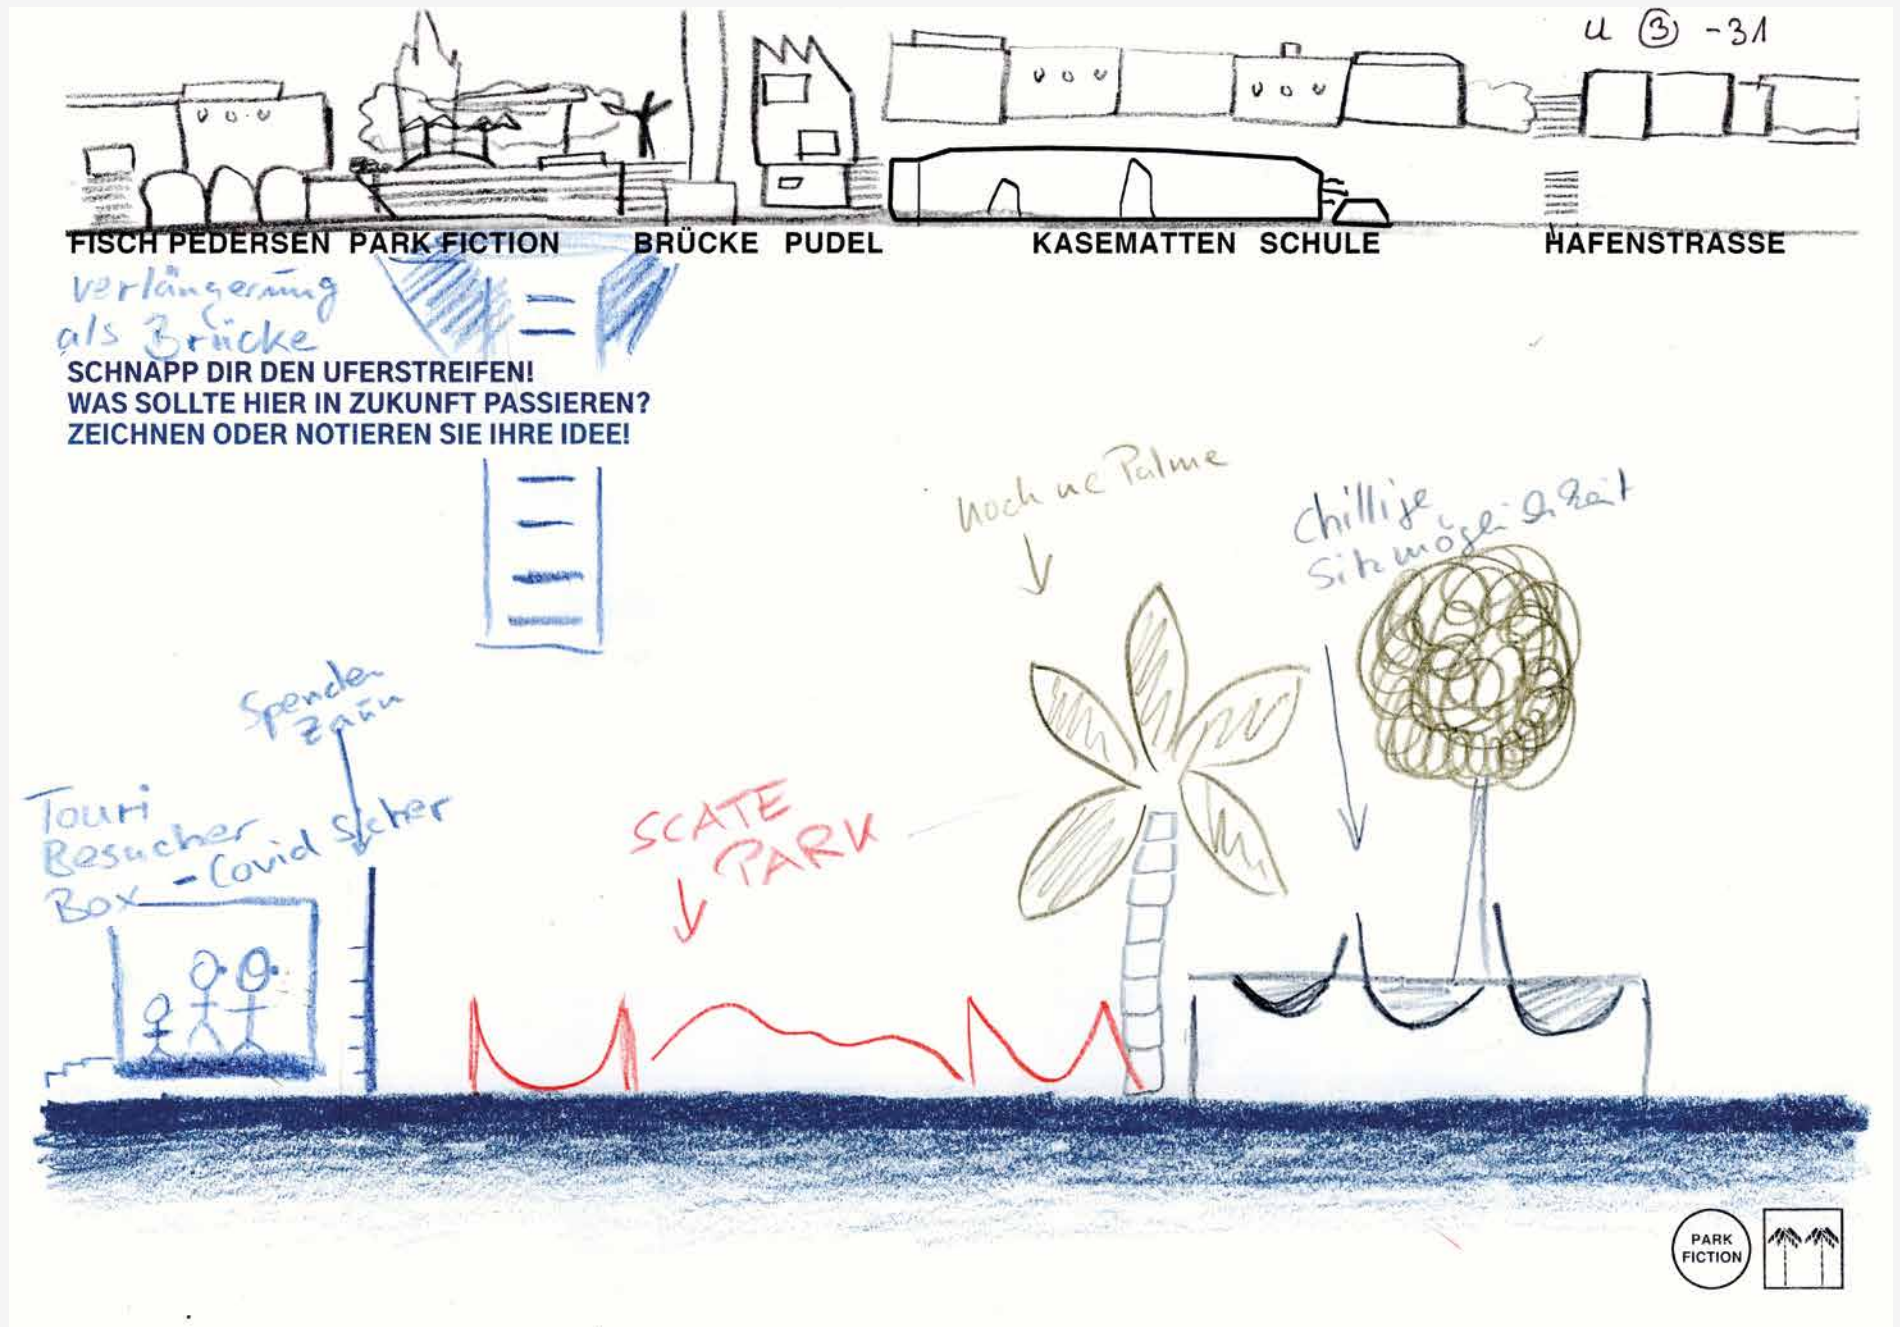 U 3 -31
FISCH PEDERSEN PARK FICTION BRÜCKE PUDEL KASEMATTEN SCHULE HAFENSTRASSE
verlängerung
als Brücke
SCHNAPP DIR DEN UFERSTREIFEN!
WAS SOLLTE HIER IN ZUKUNFT PASSIEREN?
ZEICHNEN ODER NOTIEREN SIE IHRE IDEE!
noch ne Palme
Chillige
Sitzmöglichkeit
Spenden
zaun
Touri
Besucher
Box - Covid Sicher
SCATE
PARK
PARK
FICTION